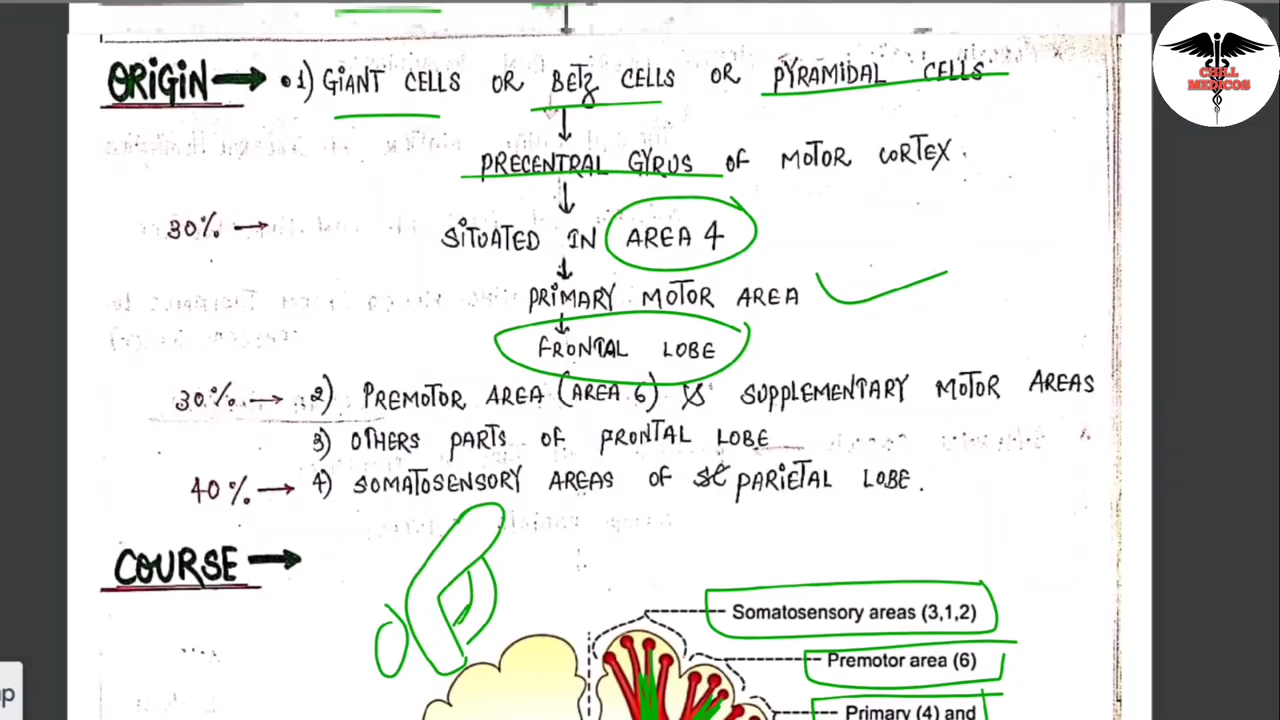 CHILL
MEDICOS
ORIGIN → 1) GIANT CELLS OR BETZ CELLS OR PYRAMIDAL CELLS
↓
PRECENTRAL GYRUS OF MOTOR CORTEX.
↓
30% → SITUATED IN AREA 4
↓
PRIMARY MOTOR AREA
↓
FRONTAL LOBE
30% → 2) PREMOTOR AREA (AREA 6) & SUPPLEMENTARY MOTOR AREAS
3) OTHERS PARTS OF FRONTAL LOBE
40% → 4) SOMATOSENSORY AREAS OF PARIETAL LOBE.
COURSE →
Somatosensory areas (3,1,2)
Premotor area (6)
Primary (4) and